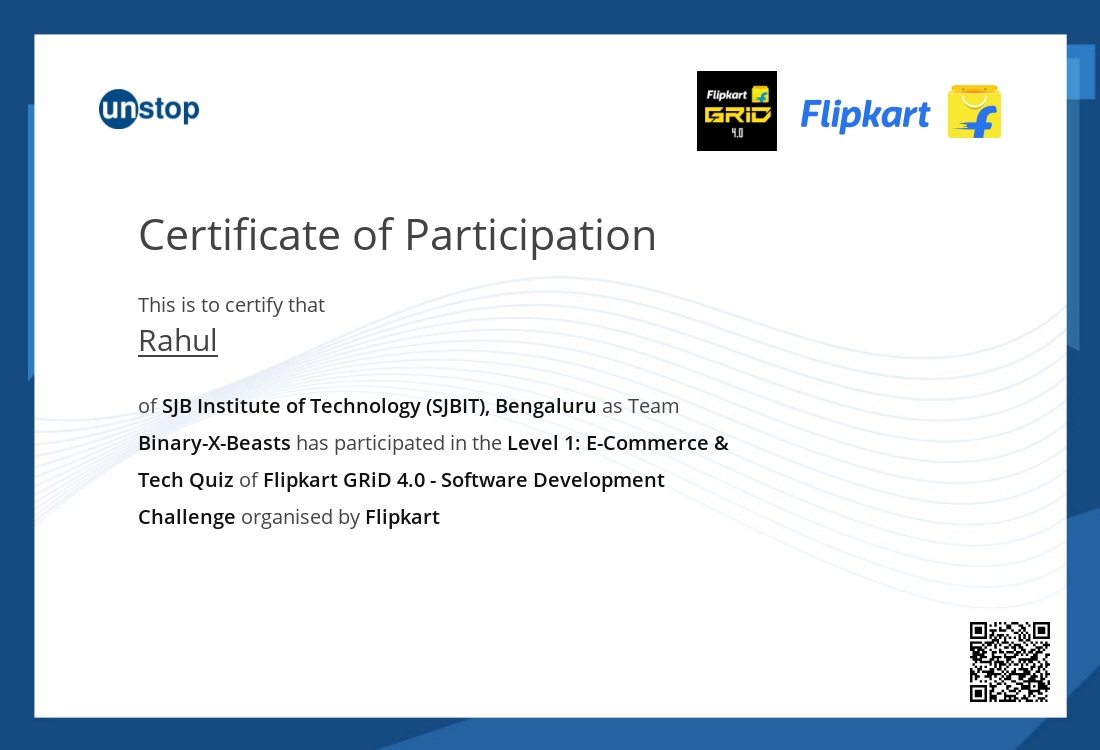 unstop
Flipkart
GRiD
4.0
Flipkart
Certificate of Participation
This is to certify that
Rahul
of SJB Institute of Technology (SJBIT), Bengaluru as Team
Binary-X-Beasts has participated in the Level 1: E-Commerce &
Tech Quiz of Flipkart GRiD 4.0 - Software Development
Challenge organised by Flipkart